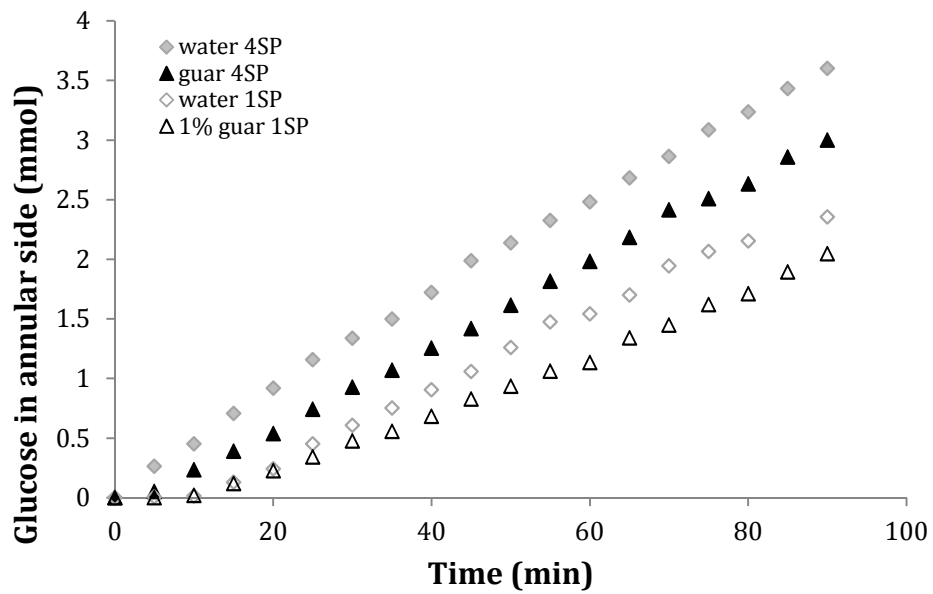 4
3.5
3
2.5
2
1.5
1
0.5
0
Glucose in annular side (mmol)
water 4SP
guar 4SP
water 1SP
1% guar 1SP
0 20 40 60 80 100
Time (min)